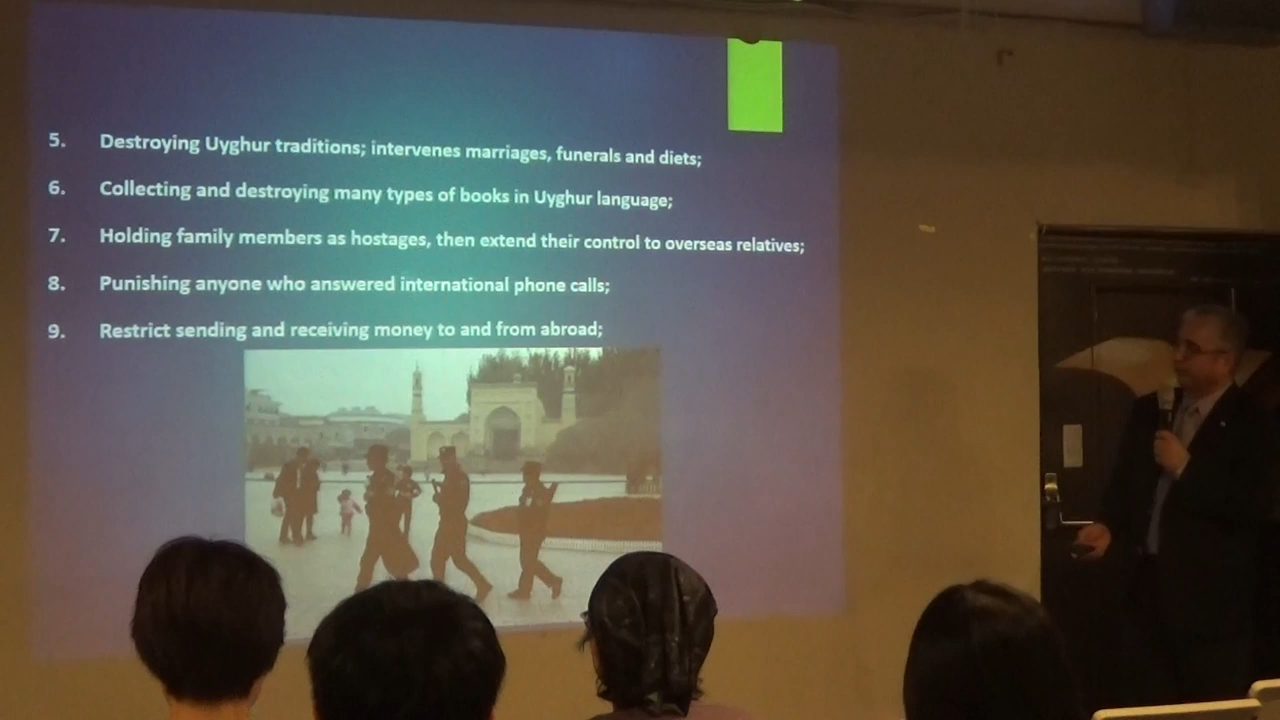 5. Destroying Uyghur traditions; intervenes marriages, funerals and diets;
6. Collecting and destroying many types of books in Uyghur language;
7. Holding family members as hostages, then extend their control to overseas relatives;
8. Punishing anyone who answered international phone calls;
9. Restrict sending and receiving money to and from abroad;